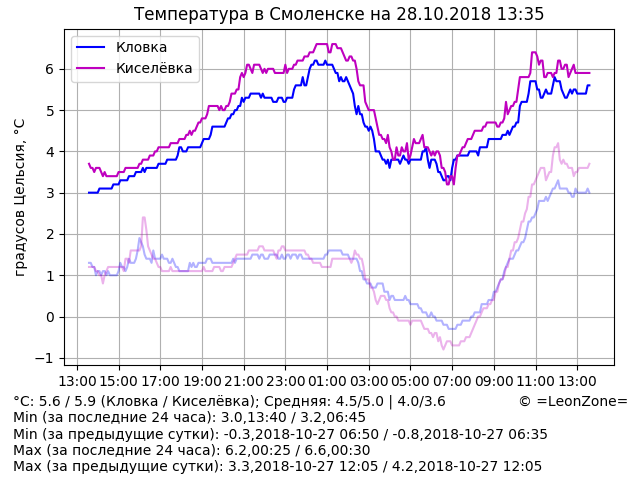 Температура в Смоленске на 28.10.2018 13:35
Кловка
Киселёвка
градусов Цельсия, °C
6
5
4
3
2
1
0
−1
13:00 15:00 17:00 19:00 21:00 23:00 01:00 03:00 05:00 07:00 09:00 11:00 13:00
°C: 5.6 / 5.9 (Кловка / Киселёвка); Средняя: 4.5/5.0 | 4.0/3.6 © =LeonZone=
Min (за последние 24 часа): 3.0,13:40 / 3.2,06:45
Min (за предыдущие сутки): -0.3,2018-10-27 06:50 / -0.8,2018-10-27 06:35
Max (за последние 24 часа): 6.2,00:25 / 6.6,00:30
Max (за предыдущие сутки): 3.3,2018-10-27 12:05 / 4.2,2018-10-27 12:05